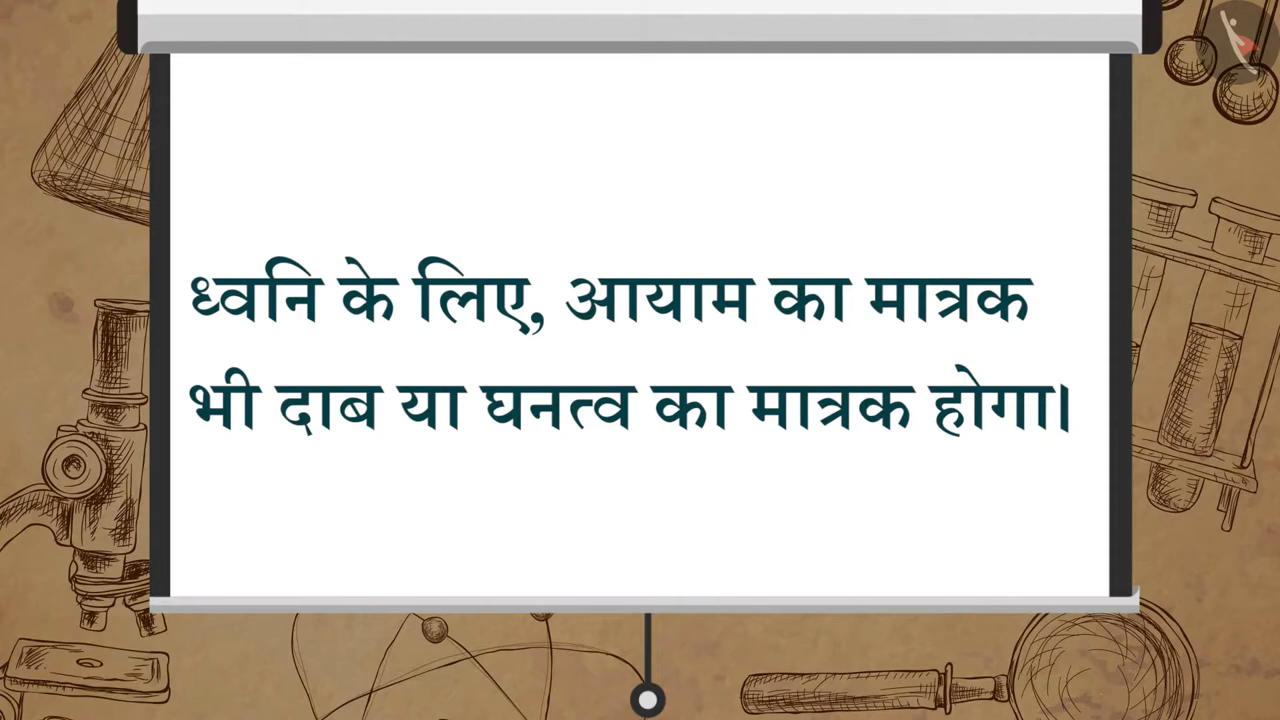 ध्वनि के लिए, आयाम का मात्रक
भी दाब या घनत्व का मात्रक होगा।